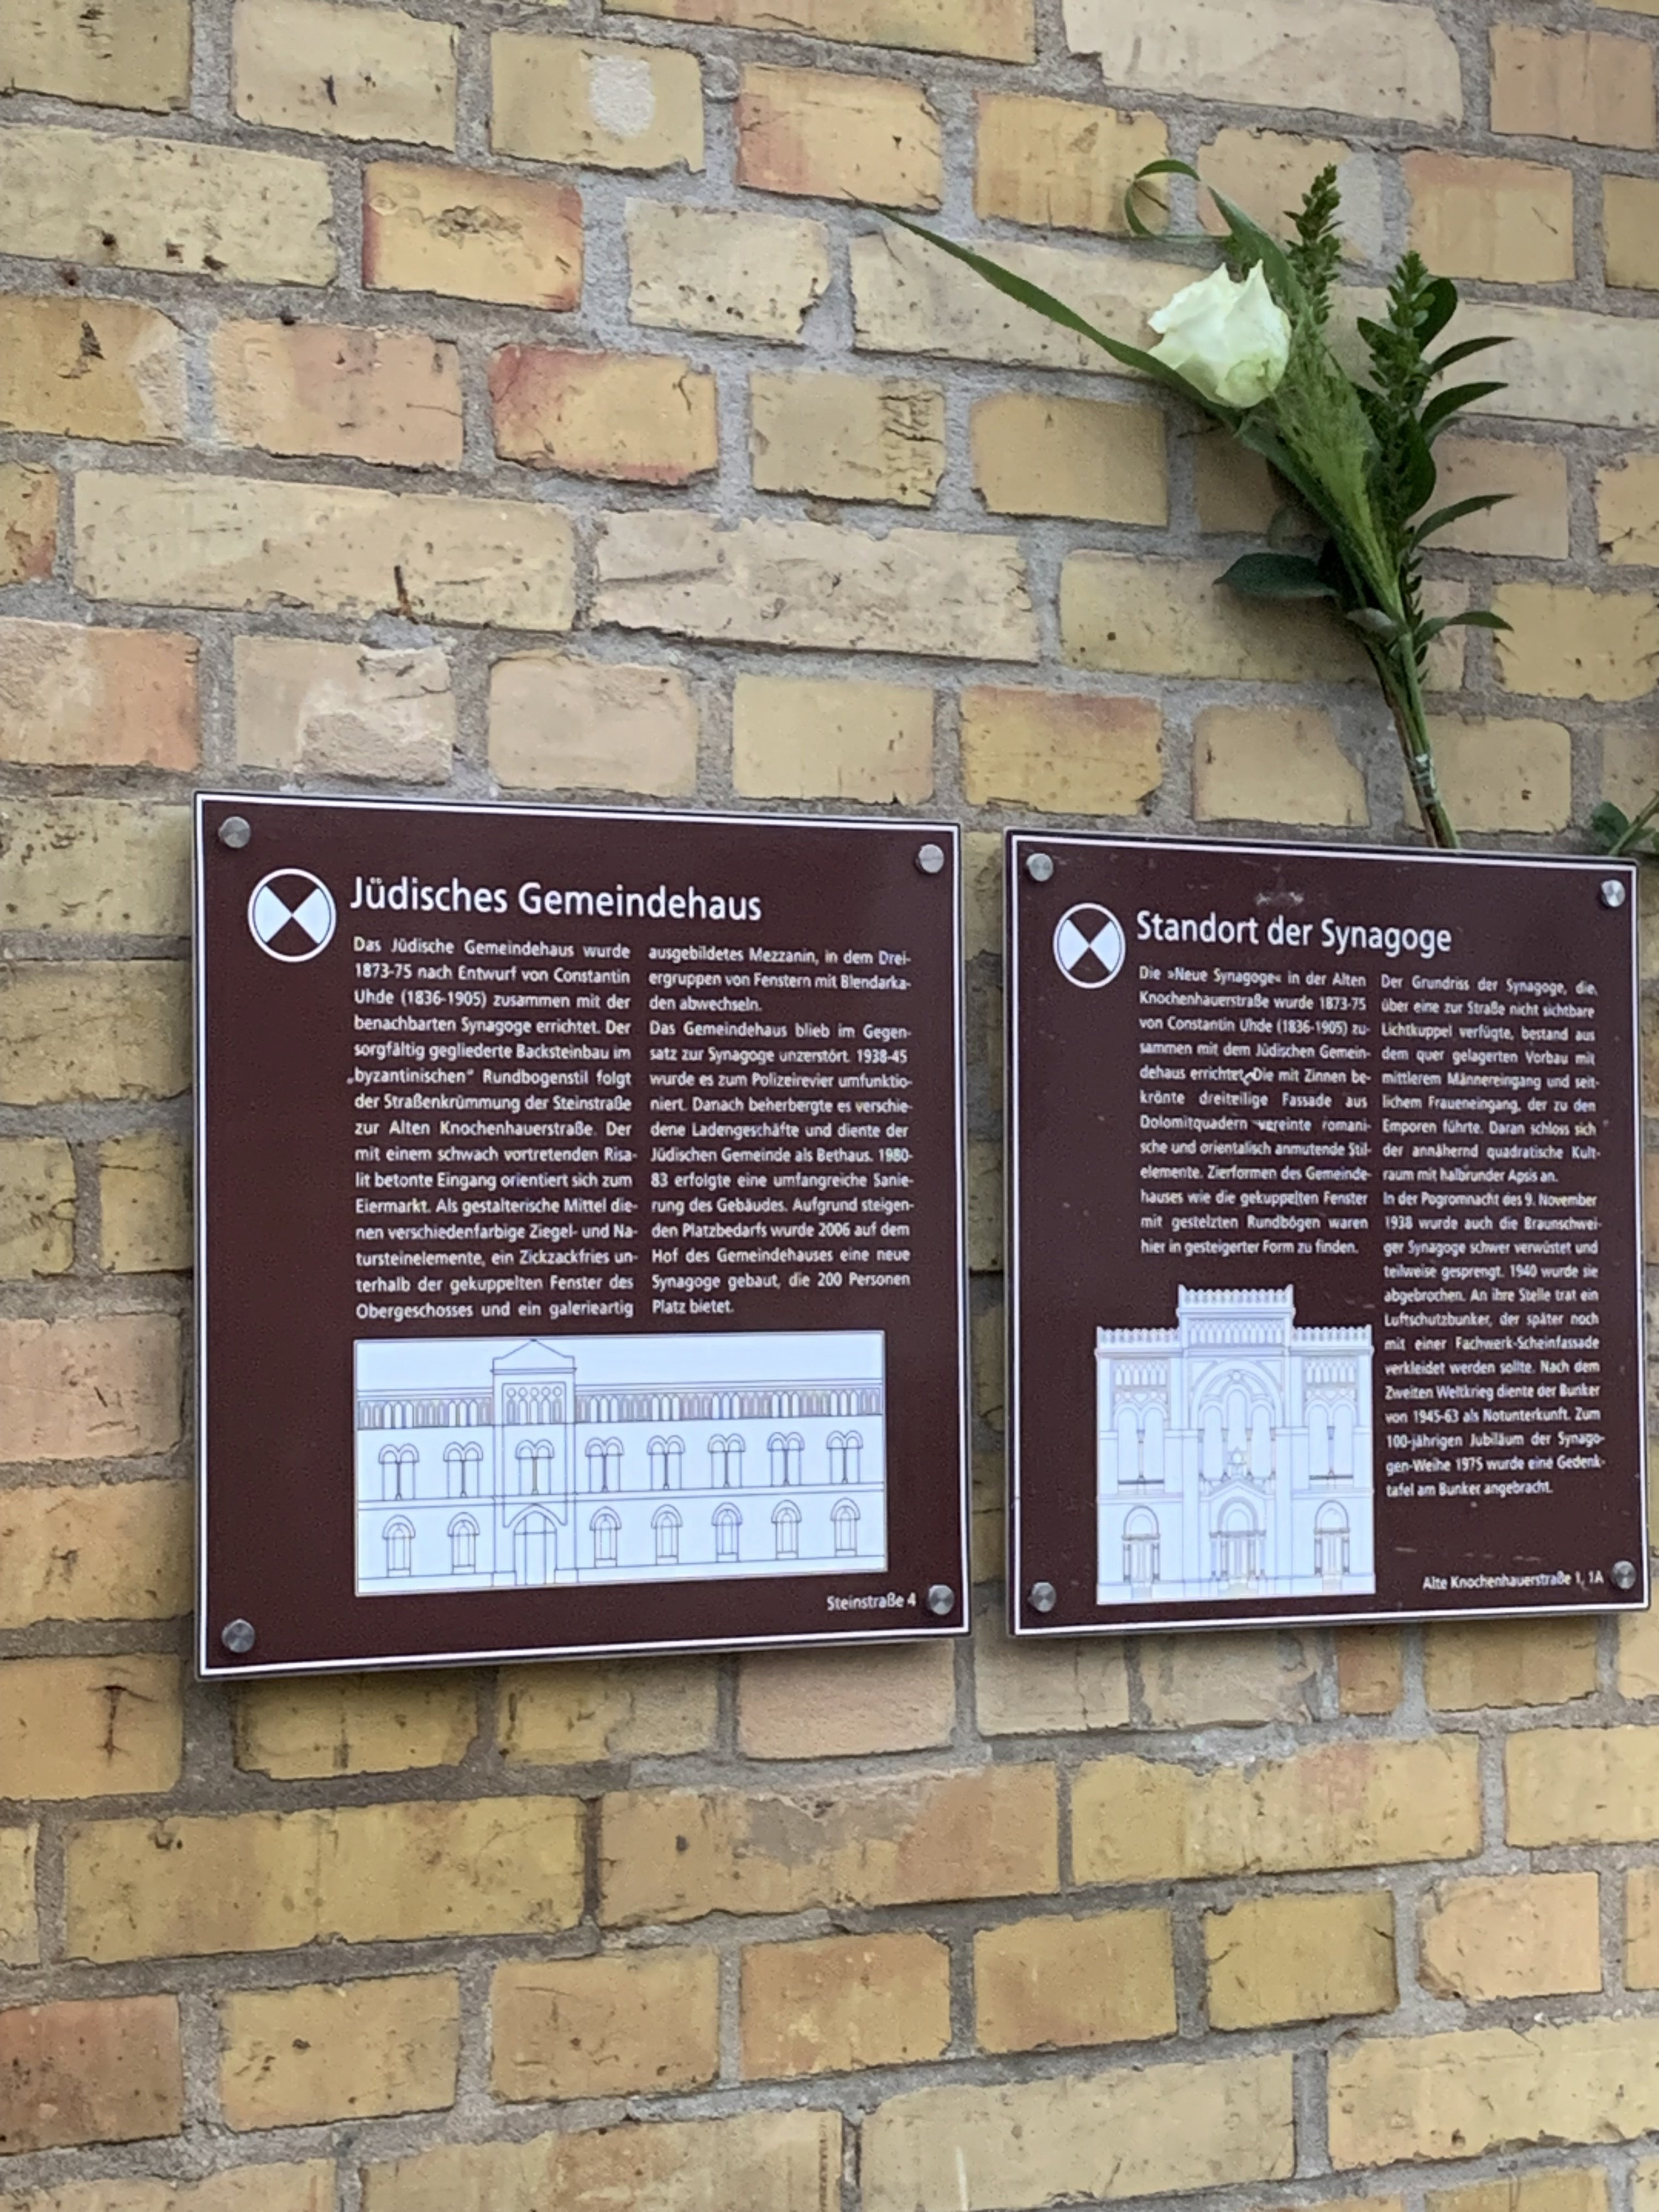 Jüdisches Gemeindehaus
Das Jüdische Gemeindehaus wurde
1873-75 nach Entwurf von Constantin
Uhde (1836-1905) zusammen mit der
benachbarten Synagoge errichtet. Der
sorgfältig gegliederte Backsteinbau im
„byzantinischen“ Rundbogenstil folgt
der Straßenkrümmung der Steinstraße
zur Alten Knochenhauerstraße. Der
mit einem schwach vortretenden Risa-
lit betonte Eingang orientiert sich zum
Eiermarkt. Als gestalterische Mittel die-
nen verschiedenfarbige Ziegel- und Na-
tursteinelemente, ein Zickzackfries un-
terhalb der gekuppelten Fenster des
Obergeschosses und ein galerieartig
ausgebildetes Mezzanin, in dem Drei-
ergruppen von Fenstern mit Blendarka-
den abwechseln.
Das Gemeindehaus blieb im Gegen-
satz zur Synagoge unzerstört. 1938-45
wurde es zum Polizeirevier umfunktio-
niert. Danach beherbergte es verschie-
dene Ladengeschäfte und diente der
Jüdischen Gemeinde als Bethaus. 1980-
83 erfolgte eine umfangreiche Sanie-
rung des Gebäudes. Aufgrund steigen-
den Platzbedarfs wurde 2006 auf dem
Hof des Gemeindehauses eine neue
Synagoge gebaut, die 200 Personen
Platz bietet.
Steinstraße 4
Standort der Synagoge
Die »Neue Synagoge« in der Alten
Knochenhauerstraße wurde 1873-75
von Constantin Uhde (1836-1905) zu-
sammen mit dem Jüdischen Gemein-
dehaus errichtet. Die mit Zinnen be-
krönte dreiteilige Fassade aus
Dolomitquadern vereinte romani-
sche und orientalisch anmutende Stil-
elemente. Zierformen des Gemeinde-
hauses wie die gekuppelten Fenster
mit gestelzten Rundbögen waren
hier in gesteigerter Form zu finden.
Der Grundriss der Synagoge, die
über eine zur Straße nicht sichtbare
Lichtkuppel verfügte, bestand aus
dem quer gelagerten Vorbau mit
mittlerem Männereingang und seit-
lichem Fraueneingang, der zu den
Emporen führte. Daran schloss sich
der annähernd quadratische Kult-
raum mit halbrunder Apsis an.
In der Pogromnacht des 9. November
1938 wurde auch die Braunschwei-
ger Synagoge schwer verwüstet und
teilweise gesprengt. 1940 wurde sie
abgebrochen. An ihre Stelle trat ein
Luftschutzbunker, der später noch
mit einer Fachwerk-Scheinfassade
verkleidet werden sollte. Nach dem
Zweiten Weltkrieg diente der Bunker
von 1945-63 als Notunterkunft. Zum
100-jährigen Jubiläum der Synago-
gen-Weihe 1975 wurde eine Gedenk-
tafel am Bunker angebracht.
Alte Knochenhauerstraße 1, 1A